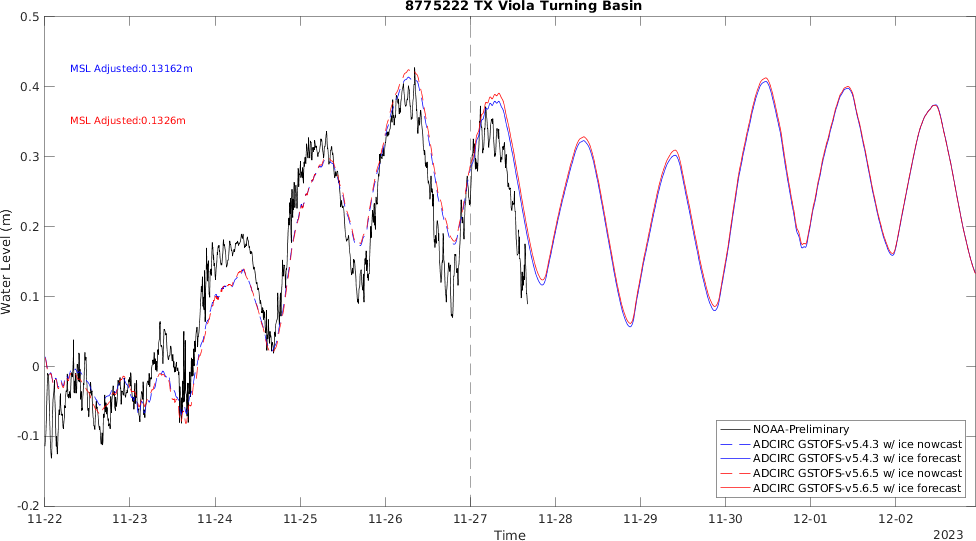 8775222 TX Viola Turning Basin
0.5
0.4
0.3
0.2
0.1
0
-0.1
-0.2
Water Level (m)
MSL Adjusted:0.13162m
MSL Adjusted:0.1326m
NOAA-Preliminary
ADCIRC GSTOFS-v5.4.3 w/ ice nowcast
ADCIRC GSTOFS-v5.4.3 w/ ice forecast
ADCIRC GSTOFS-v5.6.5 w/ ice nowcast
ADCIRC GSTOFS-v5.6.5 w/ ice forecast
11-22 11-23 11-24 11-25 11-26 11-27 11-28 11-29 11-30 12-01 12-02
Time
2023